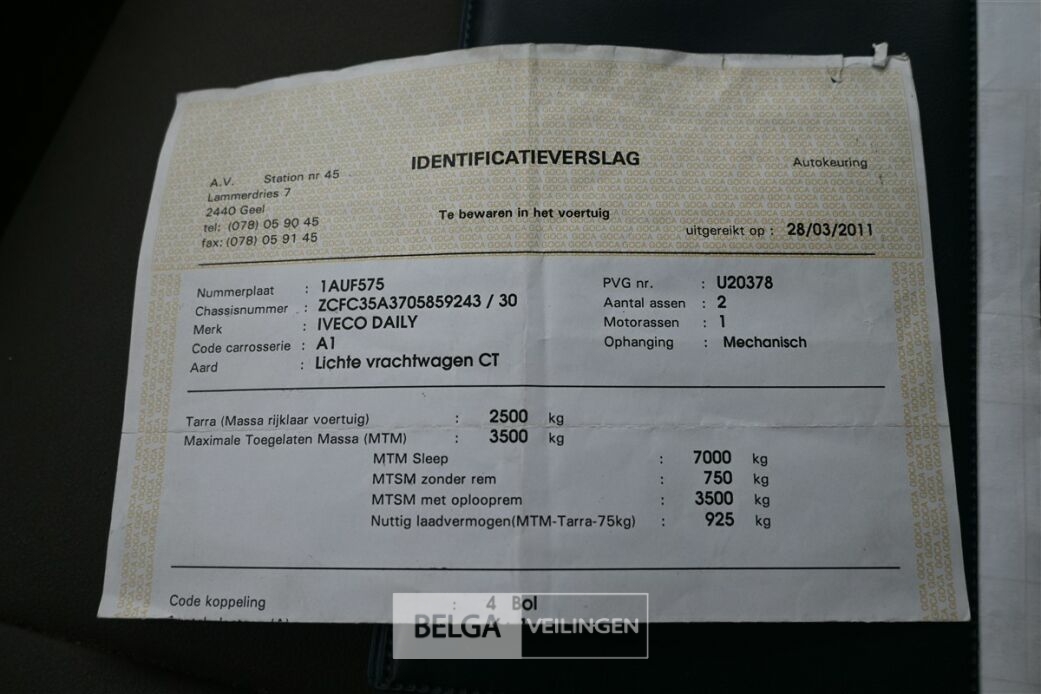 IDENTIFICATIEVERSLAG
Autokeuring
A.V. Station nr 45
Lammerdries 7
2440 Geel
tel: (078) 05 90 45
fax: (078) 05 91 45
Te bewaren in het voertuig
uitgereikt op : 28/03/2011
Nummerplaat : 1AUF575
Chassisnummer : ZCFC35A3705859243 / 30
Merk : IVECO DAILY
Code carrosserie : A1
Aard : Lichte vrachtwagen CT
PVG nr. : U20378
Aantal assen : 2
Motorassen : 1
Ophanging : Mechanisch
Tarra (Massa rijklaar voertuig) : 2500 kg
Maximale Toegelaten Massa (MTM) : 3500 kg
MTM Sleep : 7000 kg
MTSM zonder rem : 750 kg
MTSM met oplooprem : 3500 kg
Nuttig laadvermogen(MTM-Tarra-75kg) : 925 kg
Code koppeling : 4 Bol
BELGA VEILINGEN